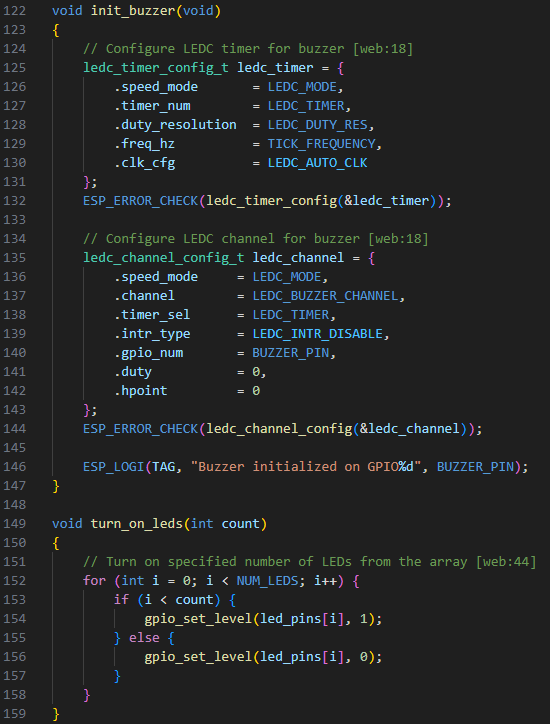 122 void init_buzzer(void)
123 {
124     // Configure LEDC timer for buzzer [web:18]
125     ledc_timer_config_t ledc_timer = {
126         .speed_mode       = LEDC_MODE,
127         .timer_num        = LEDC_TIMER,
128         .duty_resolution  = LEDC_DUTY_RES,
129         .freq_hz          = TICK_FREQUENCY,
130         .clk_cfg          = LEDC_AUTO_CLK
131     };
132     ESP_ERROR_CHECK(ledc_timer_config(&ledc_timer));
133
134     // Configure LEDC channel for buzzer [web:18]
135     ledc_channel_config_t ledc_channel = {
136         .speed_mode     = LEDC_MODE,
137         .channel        = LEDC_BUZZER_CHANNEL,
138         .timer_sel      = LEDC_TIMER,
139         .intr_type      = LEDC_INTR_DISABLE,
140         .gpio_num       = BUZZER_PIN,
141         .duty           = 0,
142         .hpoint         = 0
143     };
144     ESP_ERROR_CHECK(ledc_channel_config(&ledc_channel));
145
146     ESP_LOGI(TAG, "Buzzer initialized on GPIO%d", BUZZER_PIN);
147 }
148
149 void turn_on_leds(int count)
150 {
151     // Turn on specified number of LEDs from the array [web:44]
152     for (int i = 0; i < NUM_LEDS; i++) {
153         if (i < count) {
154             gpio_set_level(led_pins[i], 1);
155         } else {
156             gpio_set_level(led_pins[i], 0);
157         }
158     }
159 }